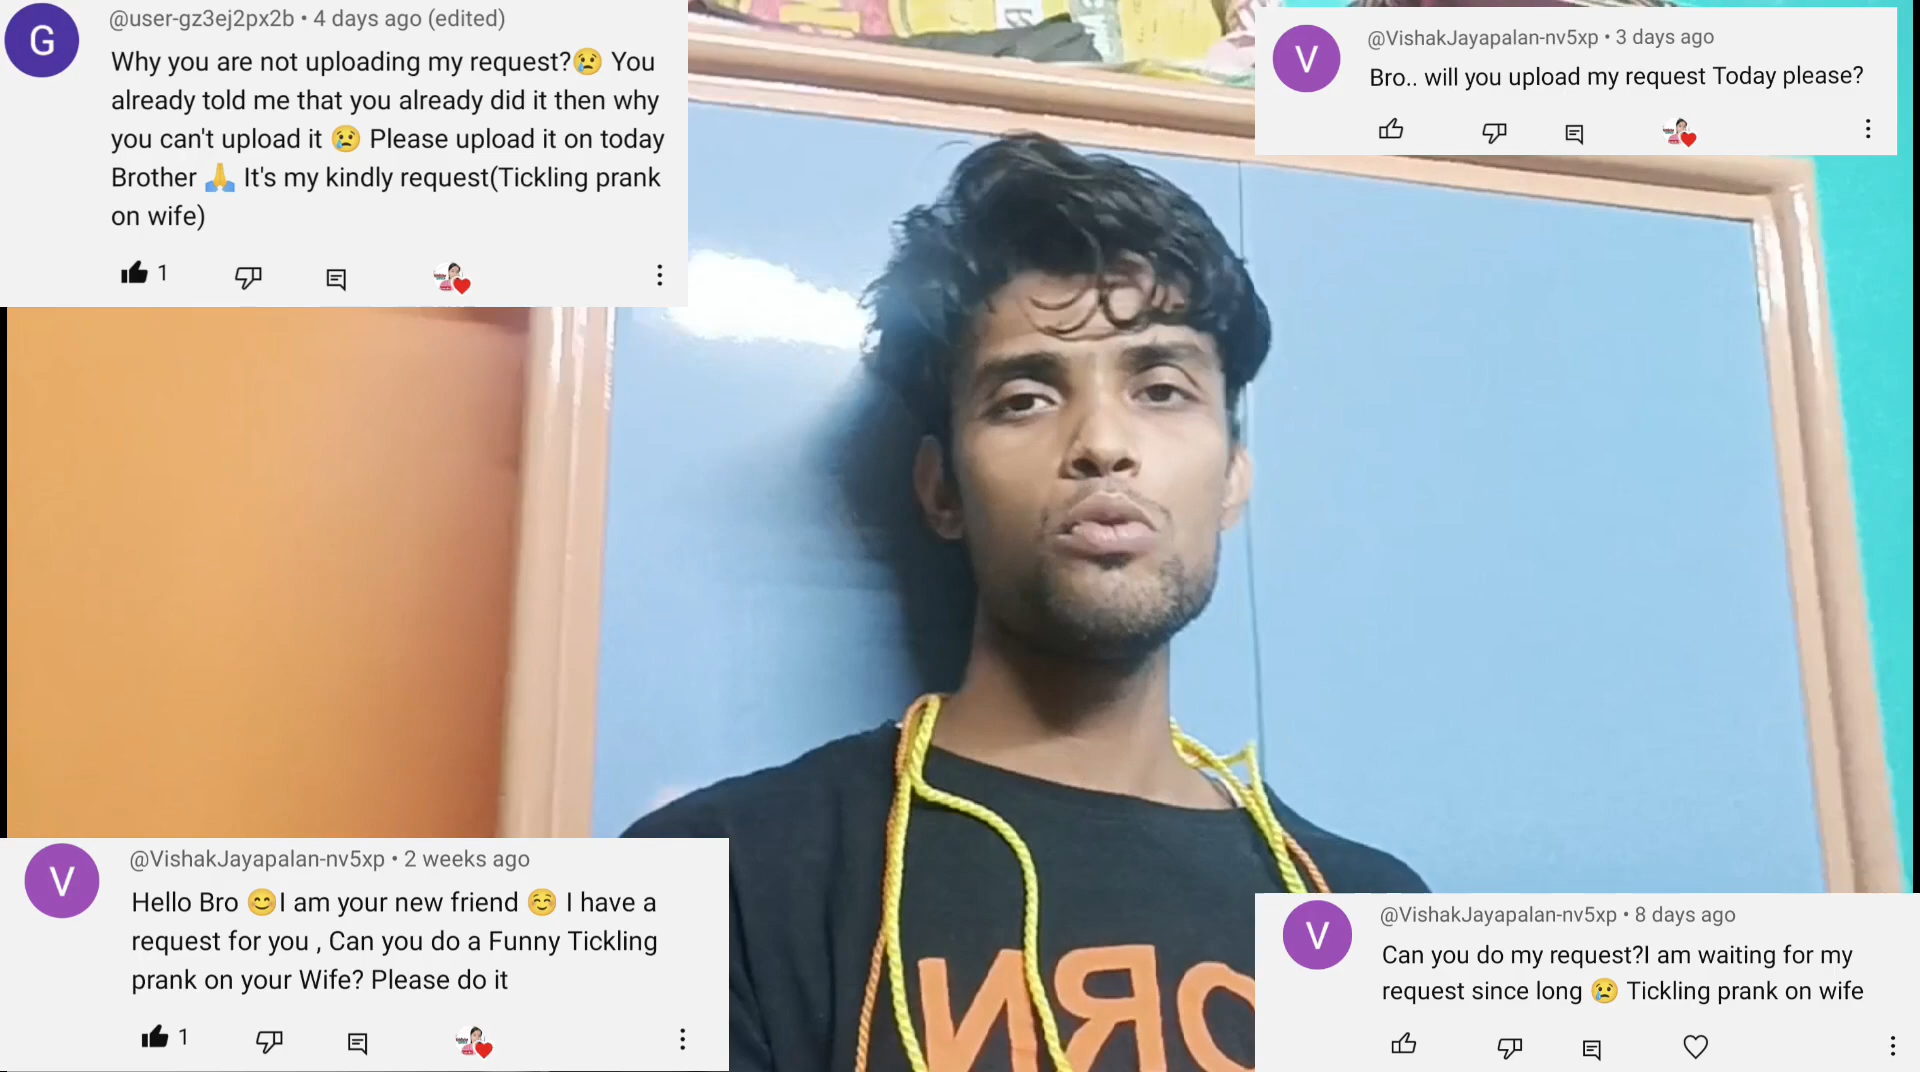 @user-gz3ej2px2b • 4 days ago (edited)
Why you are not uploading my request?😢 You
already told me that you already did it then why
you can't upload it 😢 Please upload it on today
Brother 🙏 It's my kindly request(Tickling prank
on wife)
1
G
@VishakJayapalan-nv5xp • 3 days ago
Bro.. will you upload my request Today please?
V
@VishakJayapalan-nv5xp • 2 weeks ago
Hello Bro 😊I am your new friend ☺️ I have a
request for you , Can you do a Funny Tickling
prank on your Wife? Please do it
1
V
@VishakJayapalan-nv5xp • 8 days ago
Can you do my request?I am waiting for my
request since long 😢 Tickling prank on wife
V
ORN